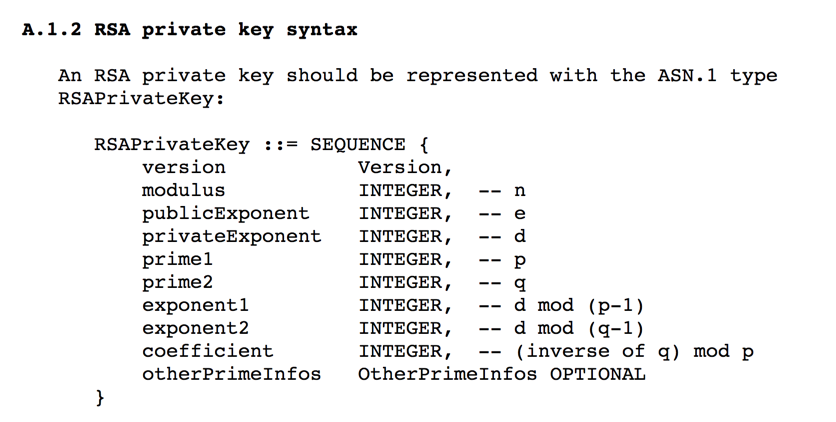 A.1.2 RSA private key syntax
An RSA private key should be represented with the ASN.1 type
RSAPrivateKey:
RSAPrivateKey ::= SEQUENCE {
version           Version,
modulus           INTEGER,  -- n
publicExponent    INTEGER,  -- e
privateExponent   INTEGER,  -- d
prime1            INTEGER,  -- p
prime2            INTEGER,  -- q
exponent1         INTEGER,  -- d mod (p-1)
exponent2         INTEGER,  -- d mod (q-1)
coefficient       INTEGER,  -- (inverse of q) mod p
otherPrimeInfos   OtherPrimeInfos OPTIONAL
}